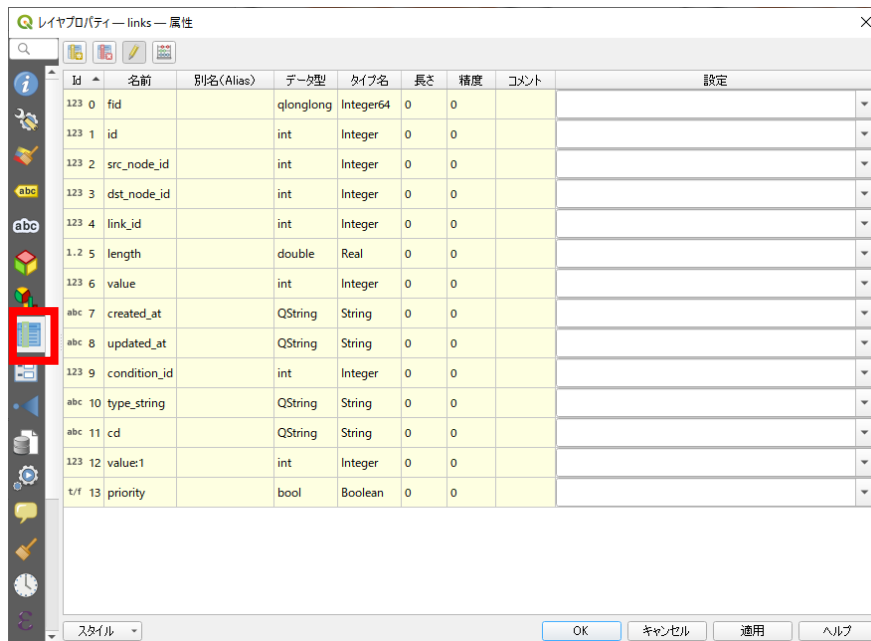 レイヤプロパティ — links — 属性
Id 名前 別名(Alias) データ型 タイプ名 長さ 精度 コメント 設定
123 0 fid qlonglong Integer64 0 0
123 1 id int Integer 0 0
123 2 src_node_id int Integer 0 0
123 3 dst_node_id int Integer 0 0
123 4 link_id int Integer 0 0
1.2 5 length double Real 0 0
123 6 value int Integer 0 0
abc 7 created_at QString String 0 0
abc 8 updated_at QString String 0 0
123 9 condition_id int Integer 0 0
abc 10 type_string QString String 0 0
abc 11 cd QString String 0 0
123 12 value:1 int Integer 0 0
t/f 13 priority bool Boolean 0 0
abc
abc
スタイル OK キャンセル 適用 ヘルプ